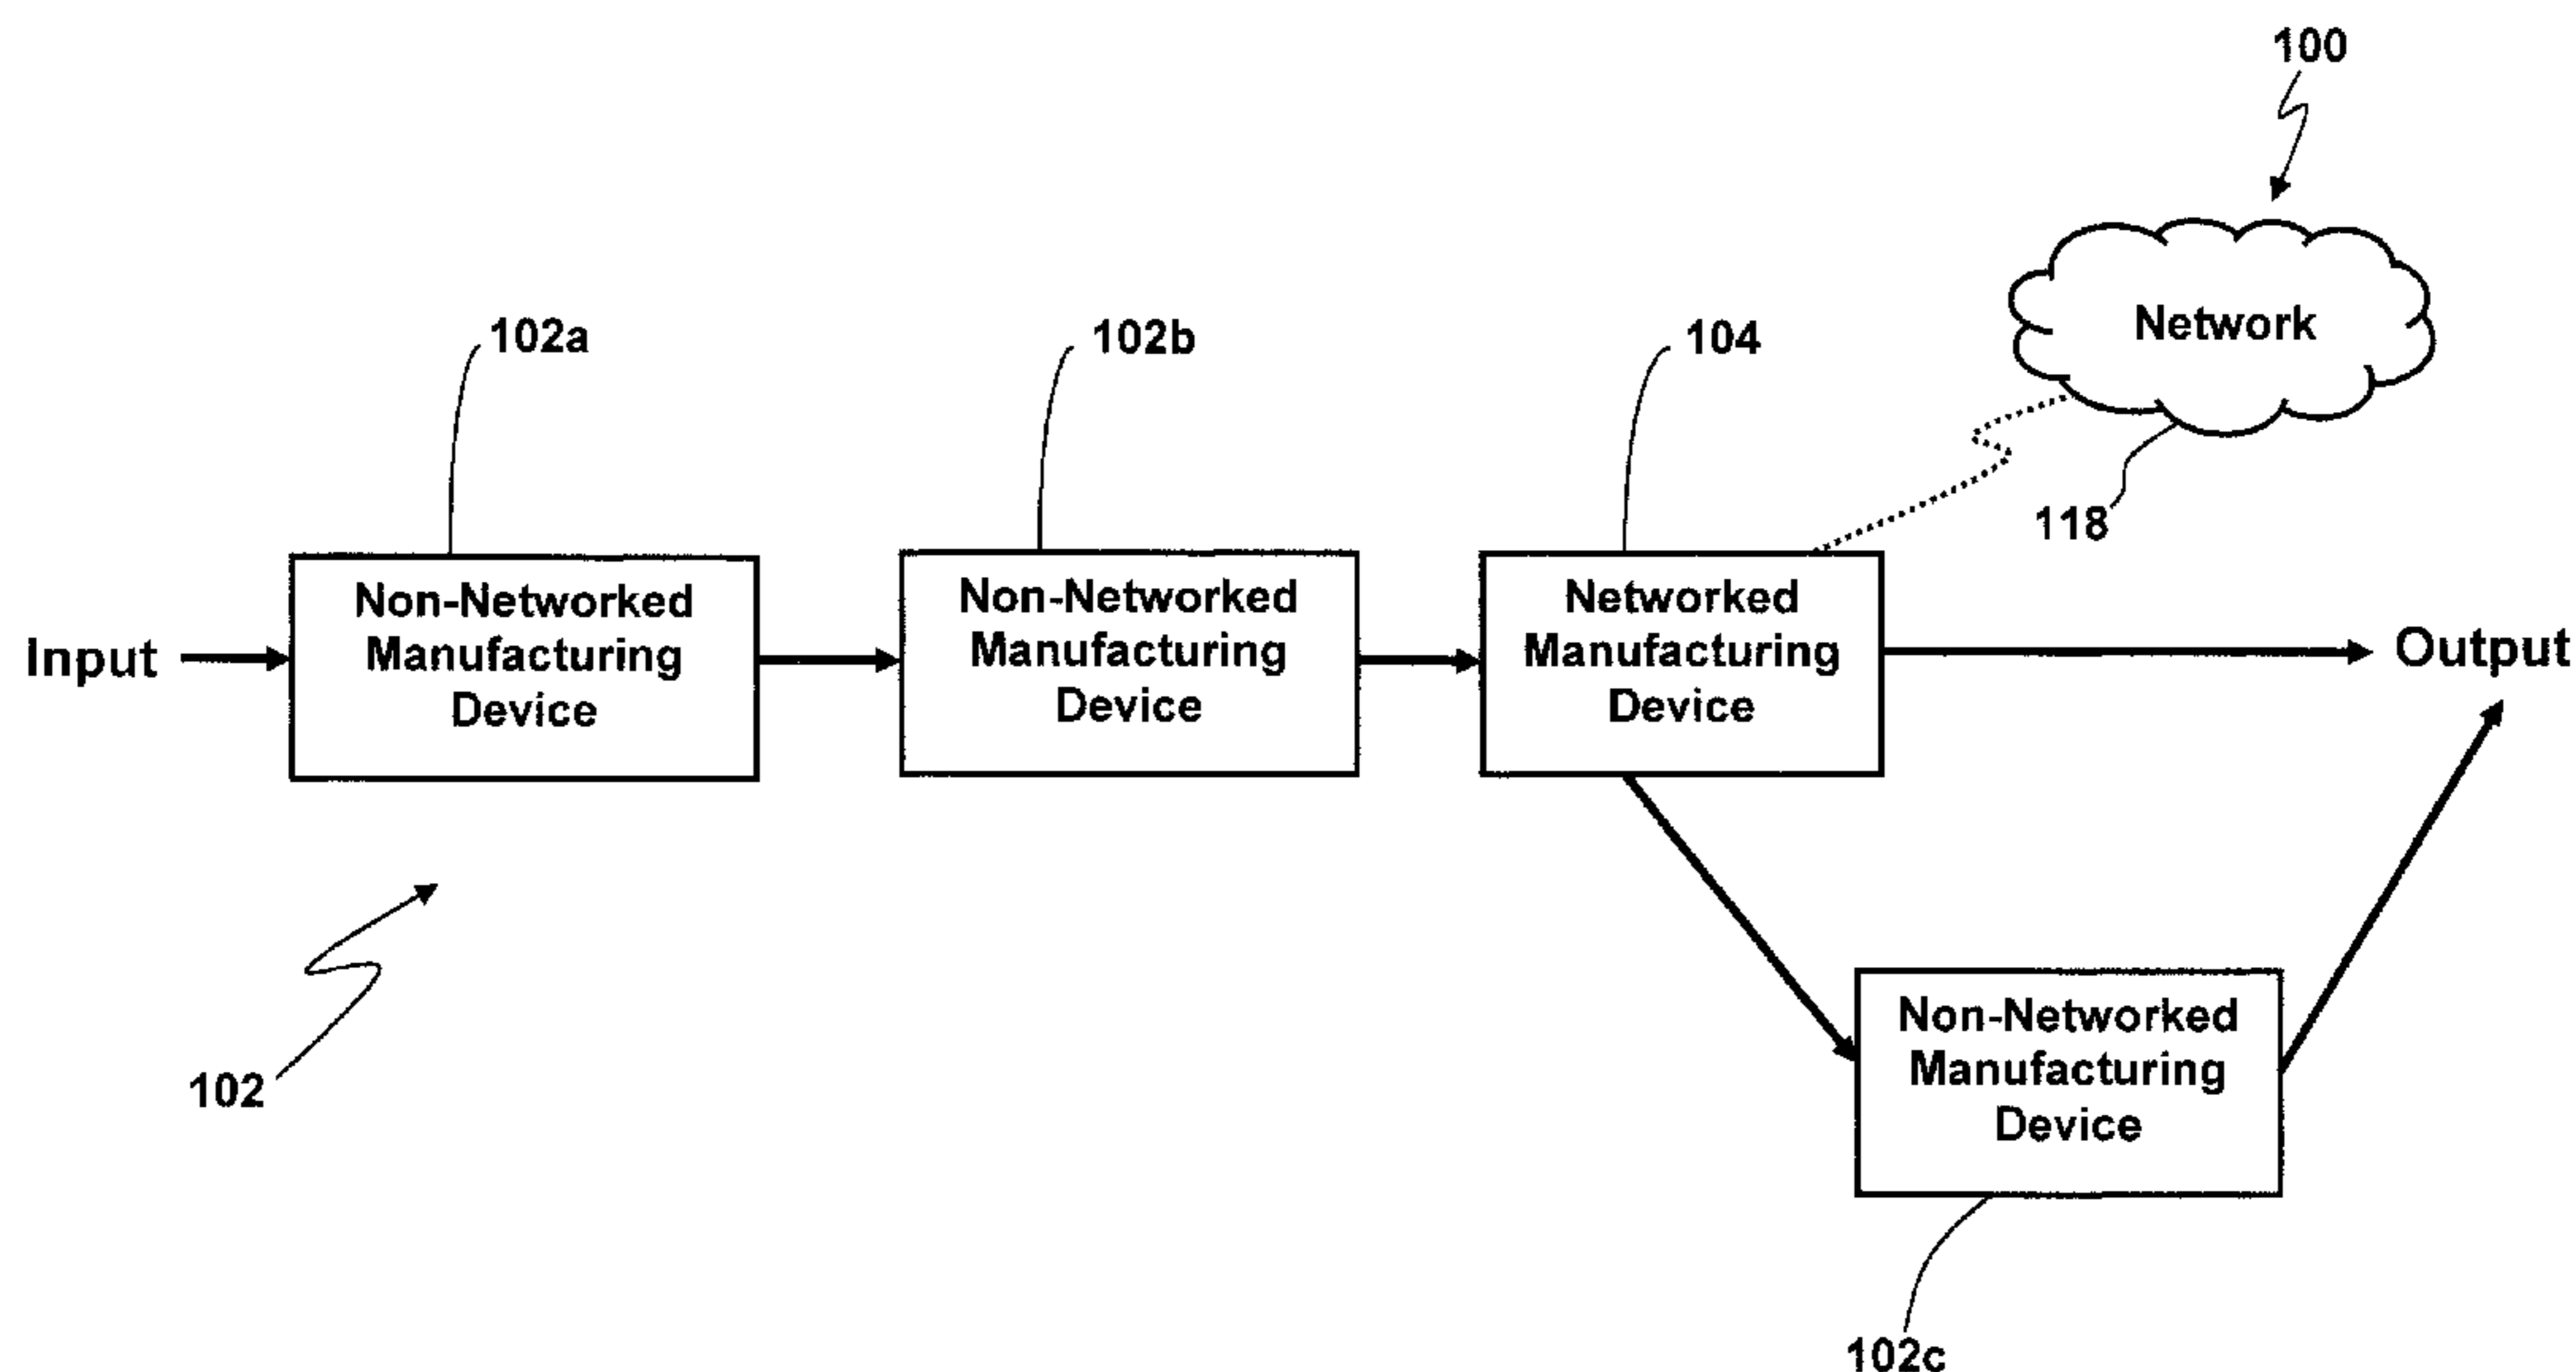 100
Network
118
102a
102b
104
Input
Non-Networked
Manufacturing
Device
Non-Networked
Manufacturing
Device
Networked
Manufacturing
Device
Output
102
Non-Networked
Manufacturing
Device
102c